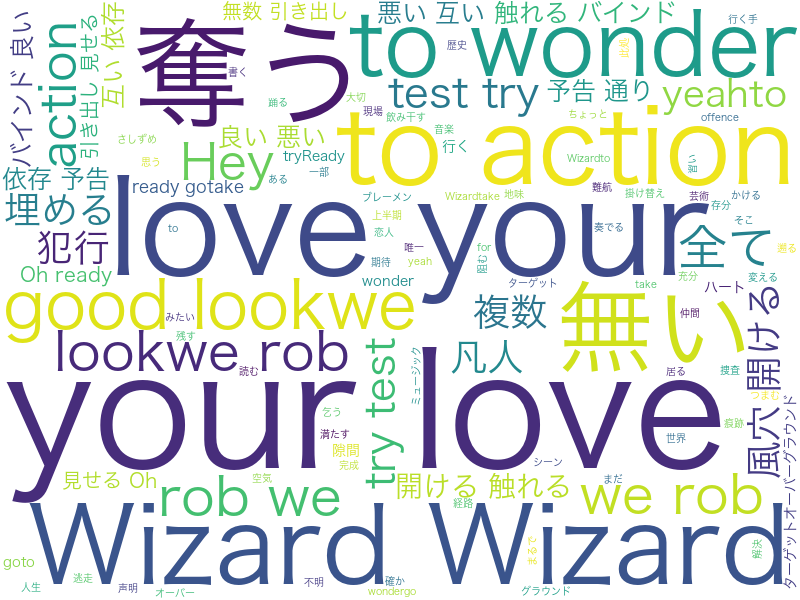 無数 引き出し
悪い 互い
触れる バインド
行く手
バインド 良い
action
引き出し 見せる
互い 依存
奪う
書く
歴史
to wonder
踊る
大切
test try
予告 通り
yeahto
現場
飲み干す
ちょっと
さしずめ
良い 悪い
音楽
offence
to action
思う
Hey
tryReady
行く
Wizardto
依存 予告
ある
一部
ready gotake
ブレーメン
Wizardtake
地味
難航
掛け替え
芸術
かける
存分
埋める
上半期
love your
to
恋人
唯一
奏でる
そこ
犯行
全て
阻む
for
Oh ready
期待
yeah
wonder
ターゲット
take
充分
変える
ハート
good lookwe
みたい
複数
無い
仲間
風穴 開ける
残す
lookwe rob
try test
ミュージック
凡人
読む
居る
捜査
your love
つまむ
ターゲットオーバーグラウンド
乞う
満たす
痕跡
隙間
世界
完成
シーン
見せる Oh
空気
まだ
開ける 触れる
rob we
経路
we rob
Wizard Wizard
まるで
解決
goto
人生
逃走
声明
オーバー
不明
確か
wondergo
グラウンド